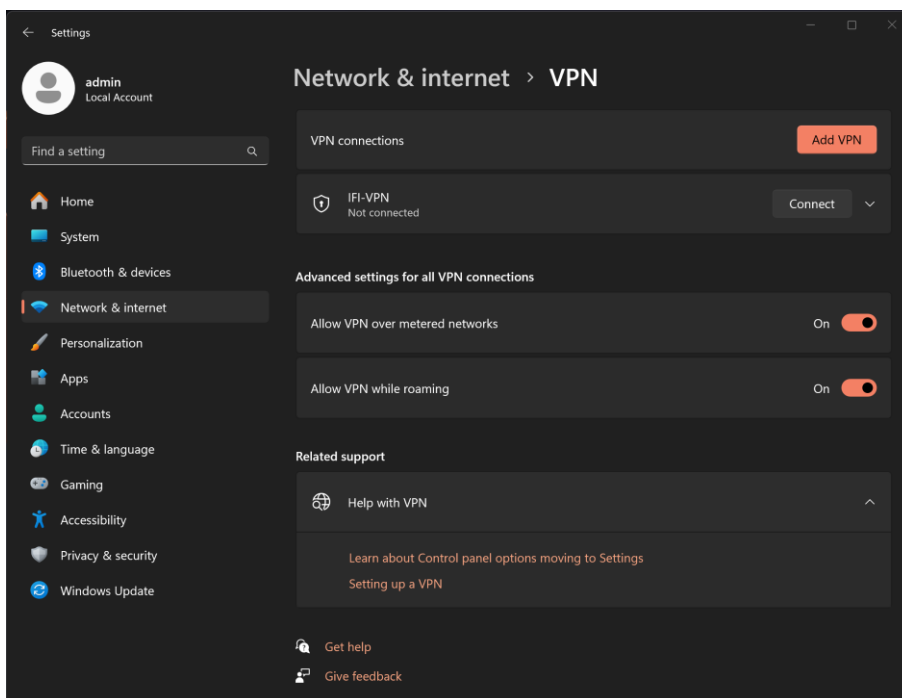 Settings
admin
Local Account
Find a setting
Home
System
Bluetooth & devices
Network & internet
Personalization
Apps
Accounts
Time & language
Gaming
Accessibility
Privacy & security
Windows Update
Network & internet › VPN
VPN connections
Add VPN
IFI-VPN
Not connected
Connect
Advanced settings for all VPN connections
Allow VPN over metered networks
On
Allow VPN while roaming
On
Related support
Help with VPN
Learn about Control panel options moving to Settings
Setting up a VPN
Get help
Give feedback